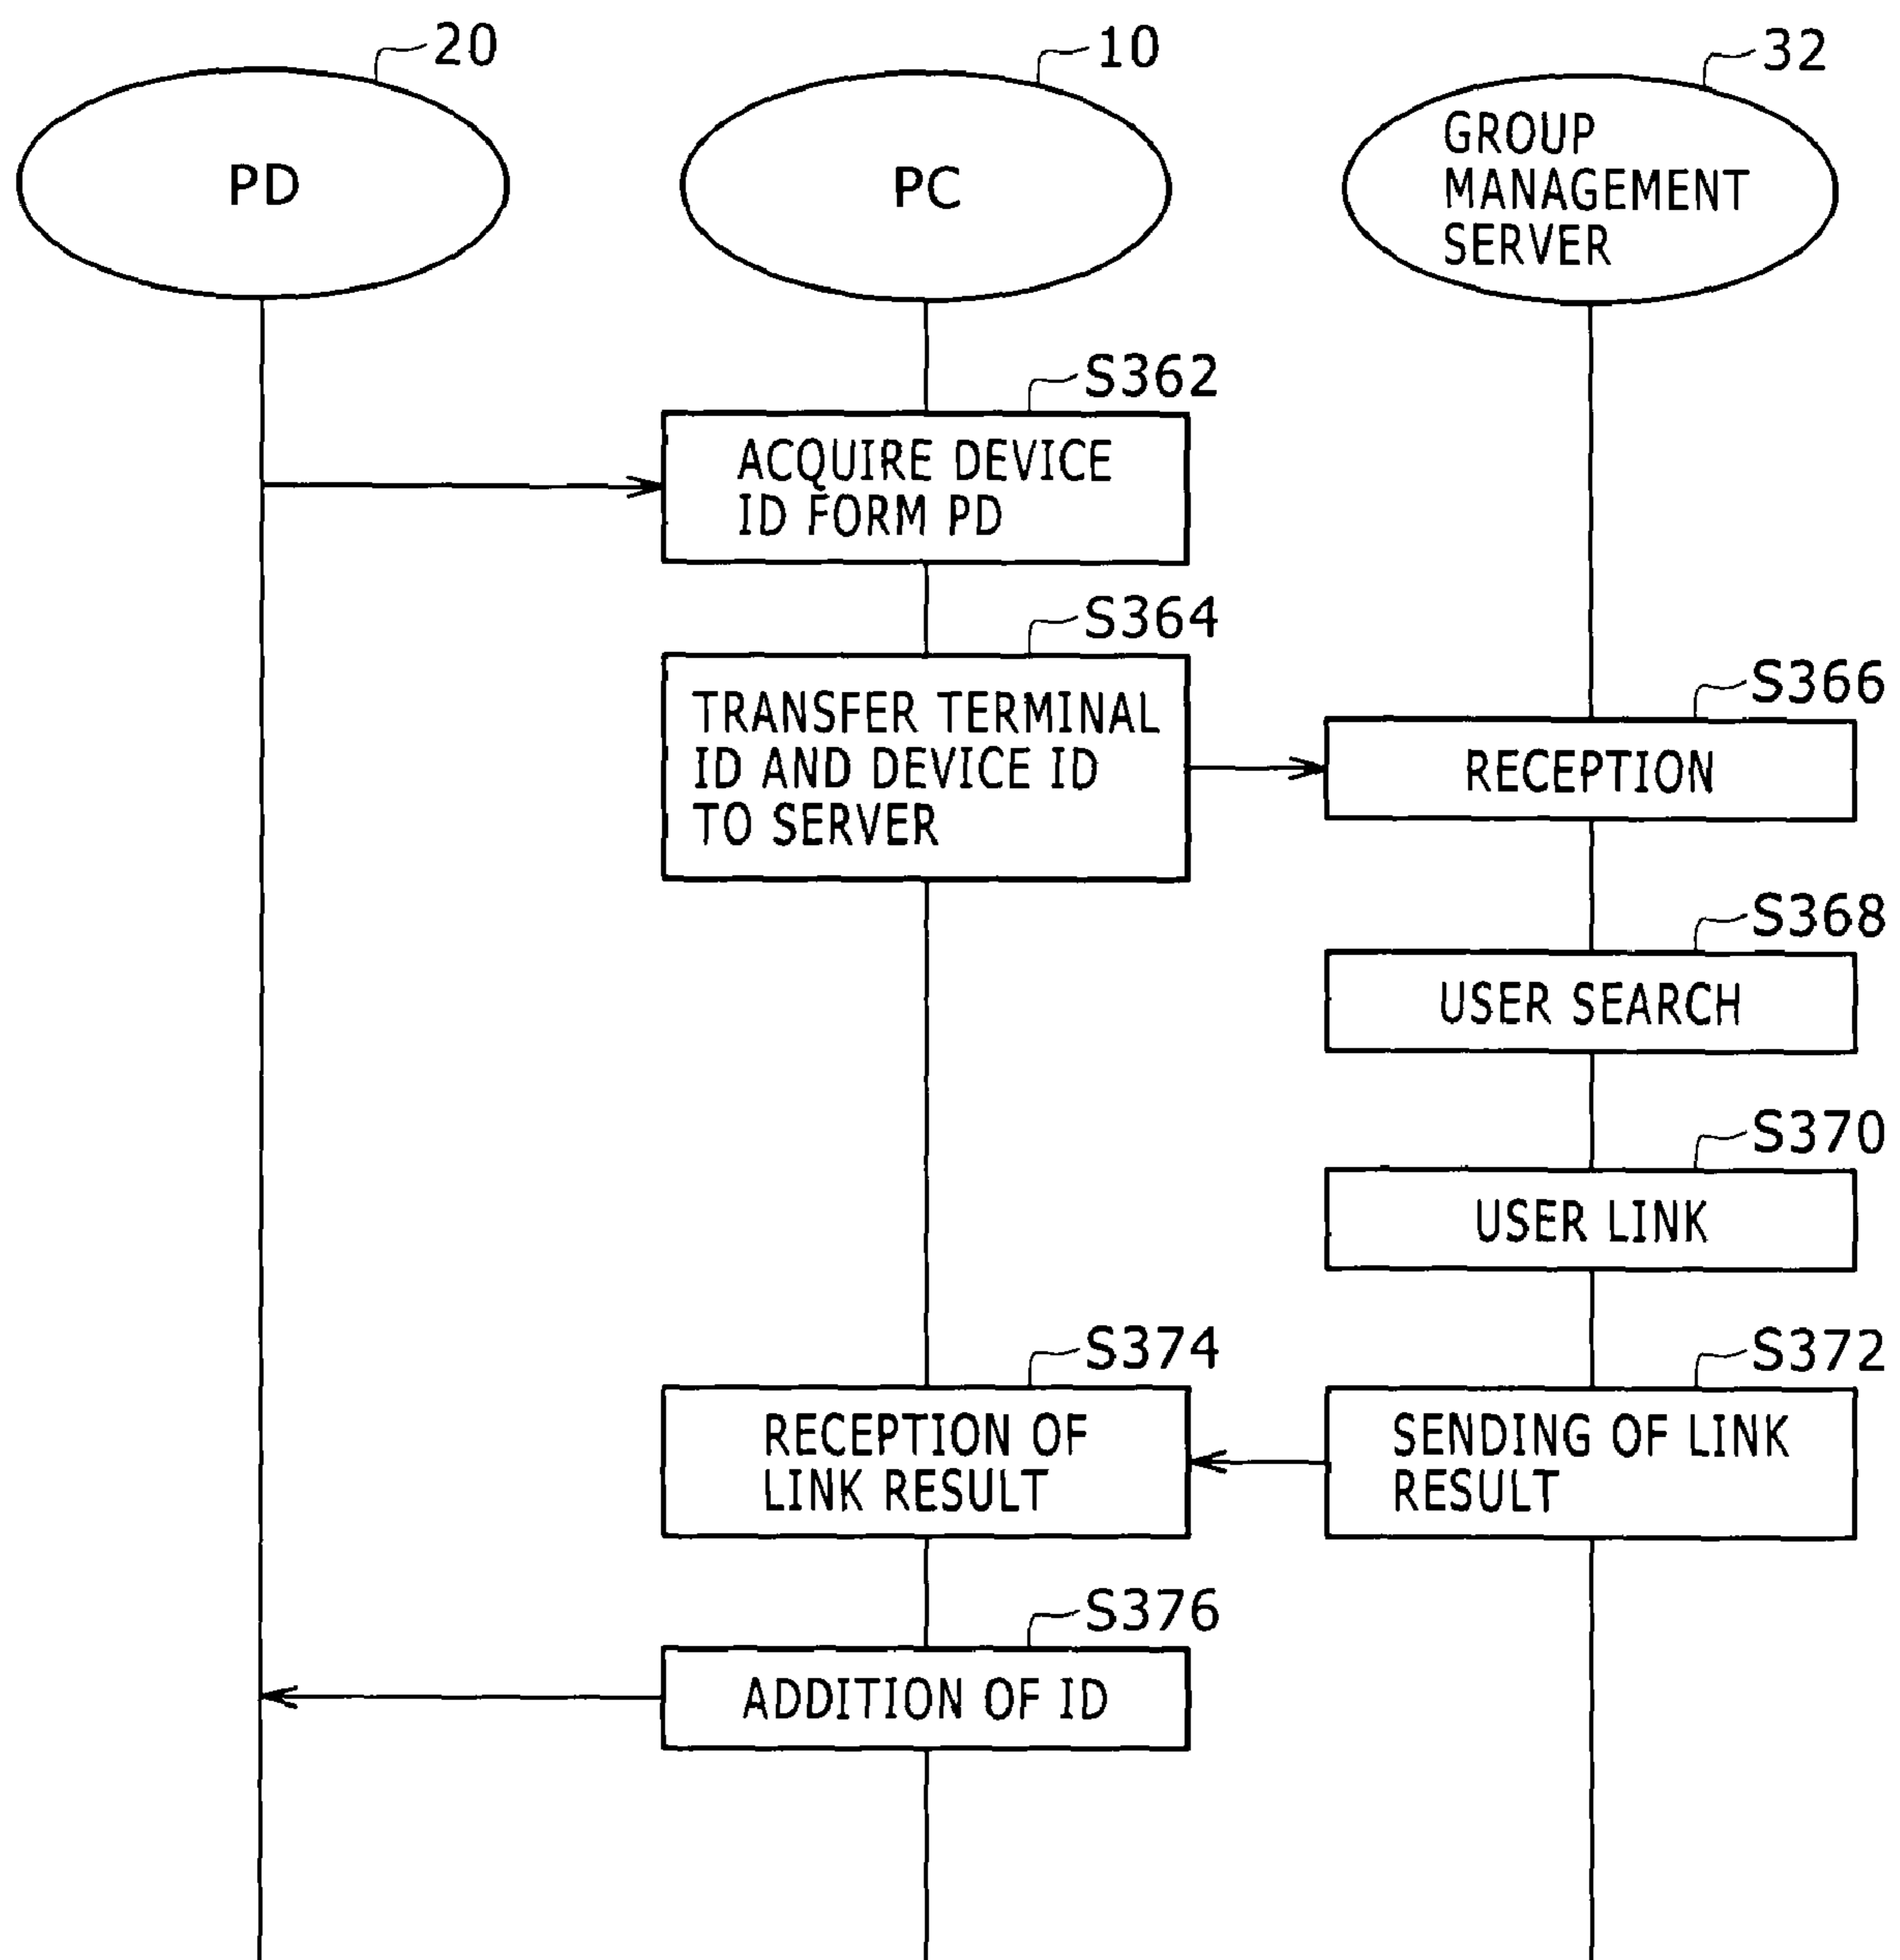 20
10
32
PD
PC
GROUP
MANAGEMENT
SERVER
S362
ACQUIRE DEVICE
ID FORM PD
S364
TRANSFER TERMINAL
ID AND DEVICE ID
TO SERVER
S366
RECEPTION
S368
USER SEARCH
S370
USER LINK
S374
RECEPTION OF
LINK RESULT
S372
SENDING OF LINK
RESULT
S376
ADDITION OF ID